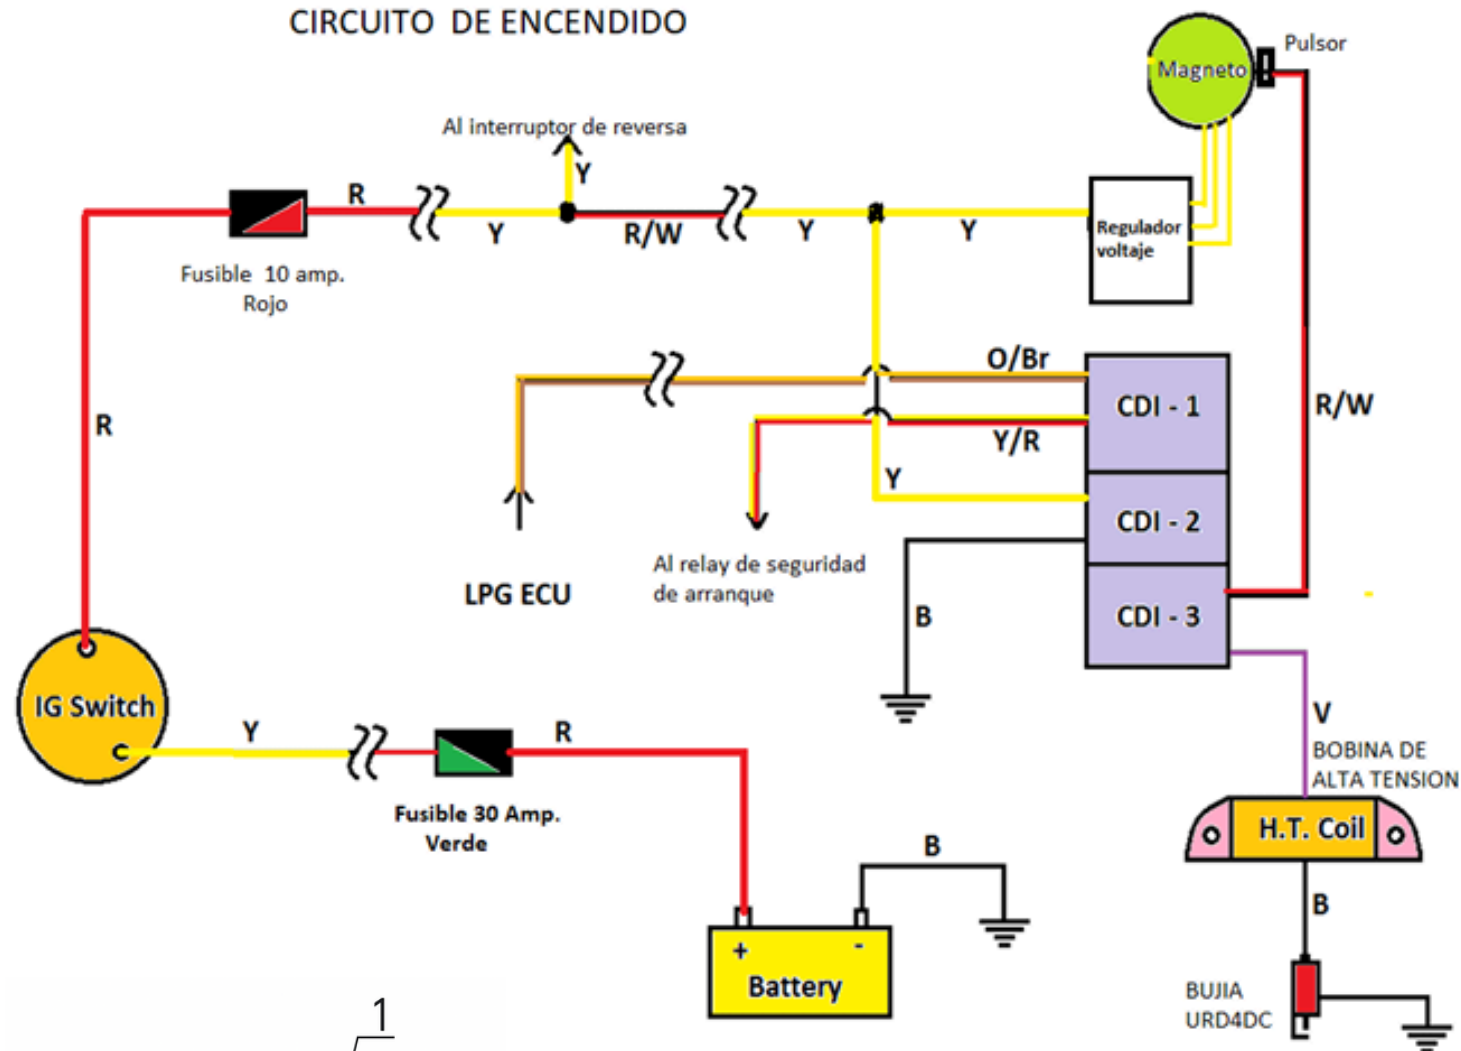 CIRCUITO DE ENCENDIDO
Pulsor
Magneto
Al interruptor de reversa
Y
R
Y
R/W
Y
Y
Regulador
voltaje
Fusible 10 amp.
Rojo
O/Br
CDI - 1
R/W
R
Y/R
Y
CDI - 2
Al relay de seguridad
de arranque
LPG ECU
B
CDI - 3
IG Switch
Y
R
V
BOBINA DE
ALTA TENSION
Fusible 30 Amp.
Verde
H.T. Coil
B
B
+
-
Battery
BUJIA
URD4DC
1